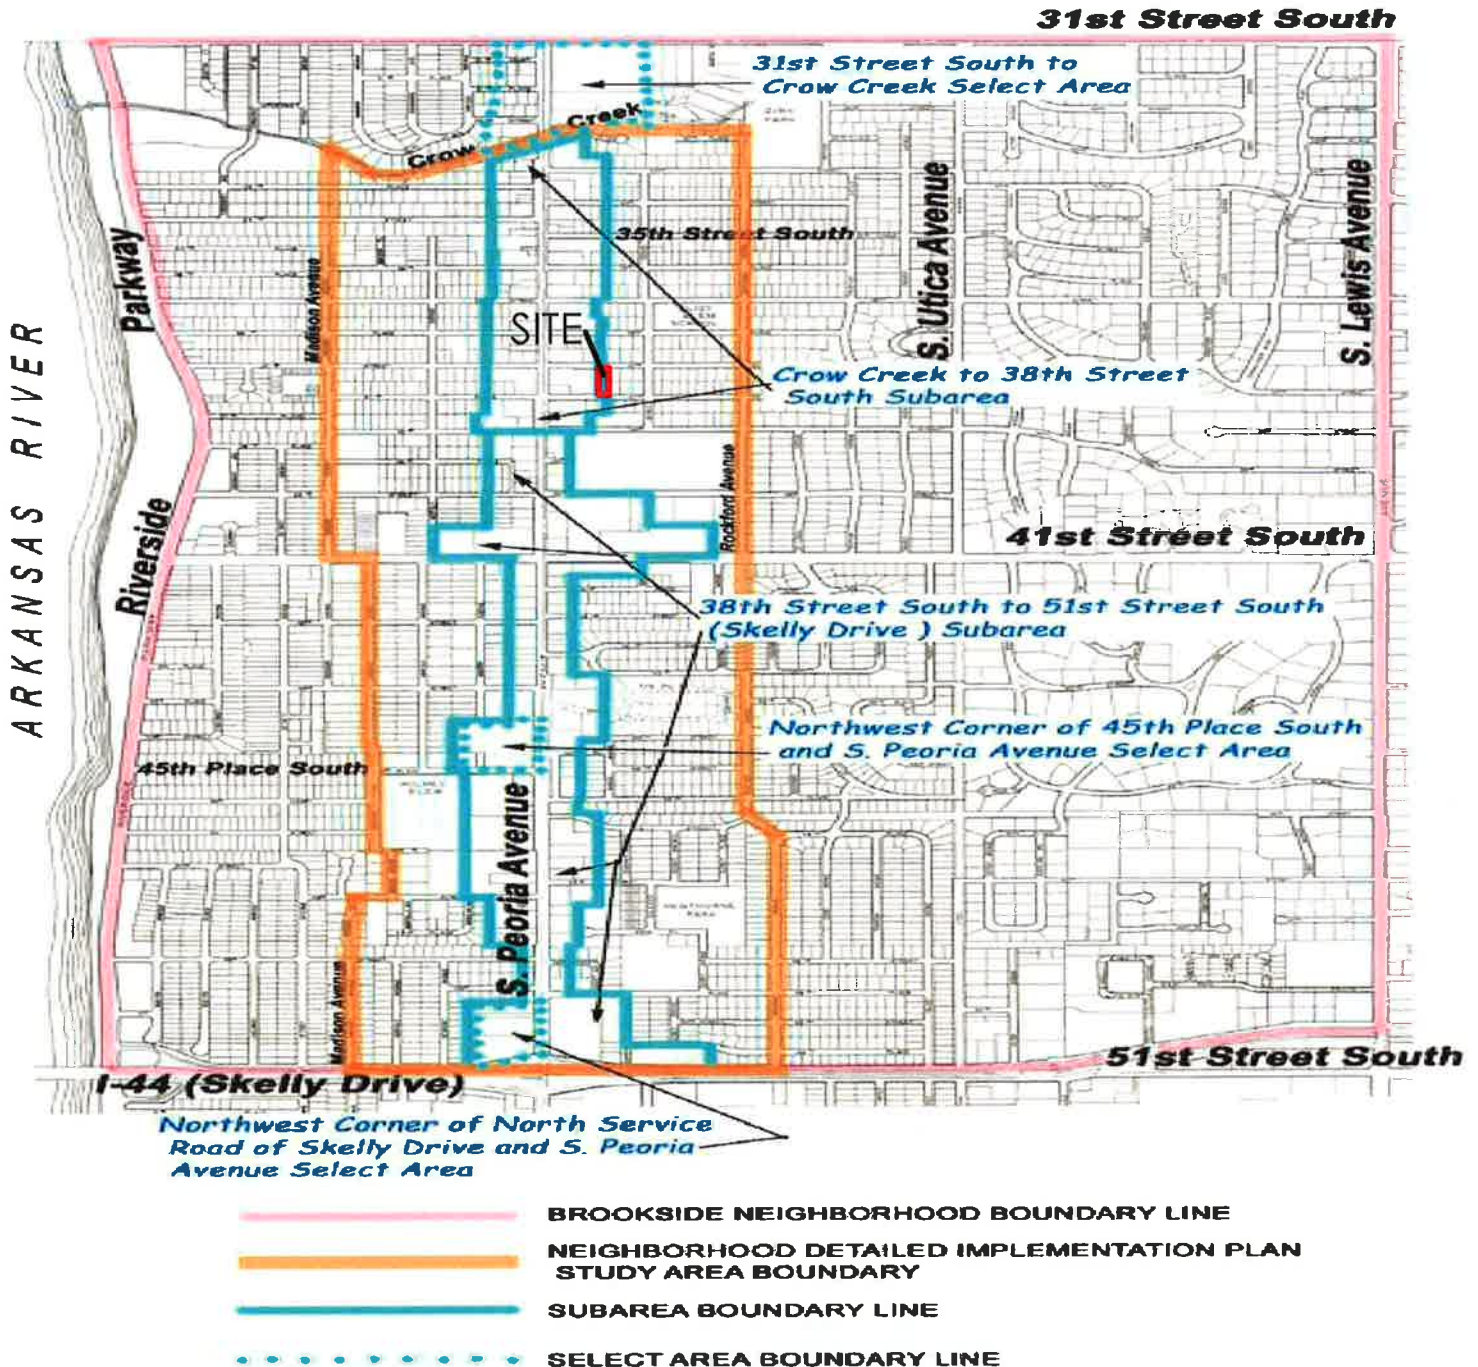 31st Street South
31st Street South to
Crow Creek Select Area
Crow Creek
35th Street South
S. Utica Avenue
S. Lewis Avenue
Parkway
Madison Avenue
ARKANSAS RIVER
SITE
Crow Creek to 38th Street
South Subarea
Rockford Avenue
41st Street South
Riverside
38th Street South to 51st Street South
(Skelly Drive ) Subarea
Northwest Corner of 45th Place South
and S. Peoria Avenue Select Area
45th Place South
S. Peoria Avenue
Madison Avenue
51st Street South
I-44 (Skelly Drive)
Northwest Corner of North Service
Road of Skelly Drive and S. Peoria
Avenue Select Area
BROOKSIDE NEIGHBORHOOD BOUNDARY LINE
NEIGHBORHOOD DETAILED IMPLEMENTATION PLAN
STUDY AREA BOUNDARY
SUBAREA BOUNDARY LINE
SELECT AREA BOUNDARY LINE